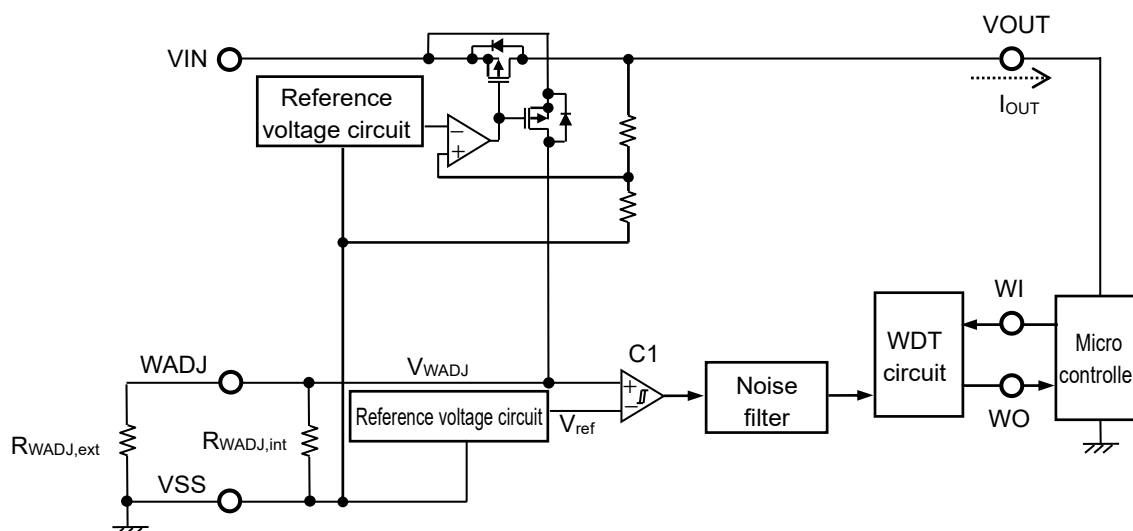 VOUT
VIN
IOUT
Reference
voltage circuit
−
+
WI
WDT
circuit
Micro
controlle
WO
C1
WADJ
VWADJ
+
−
Noise
filter
Reference voltage circuit
Vref
RWADJ,ext
RWADJ,int
VSS